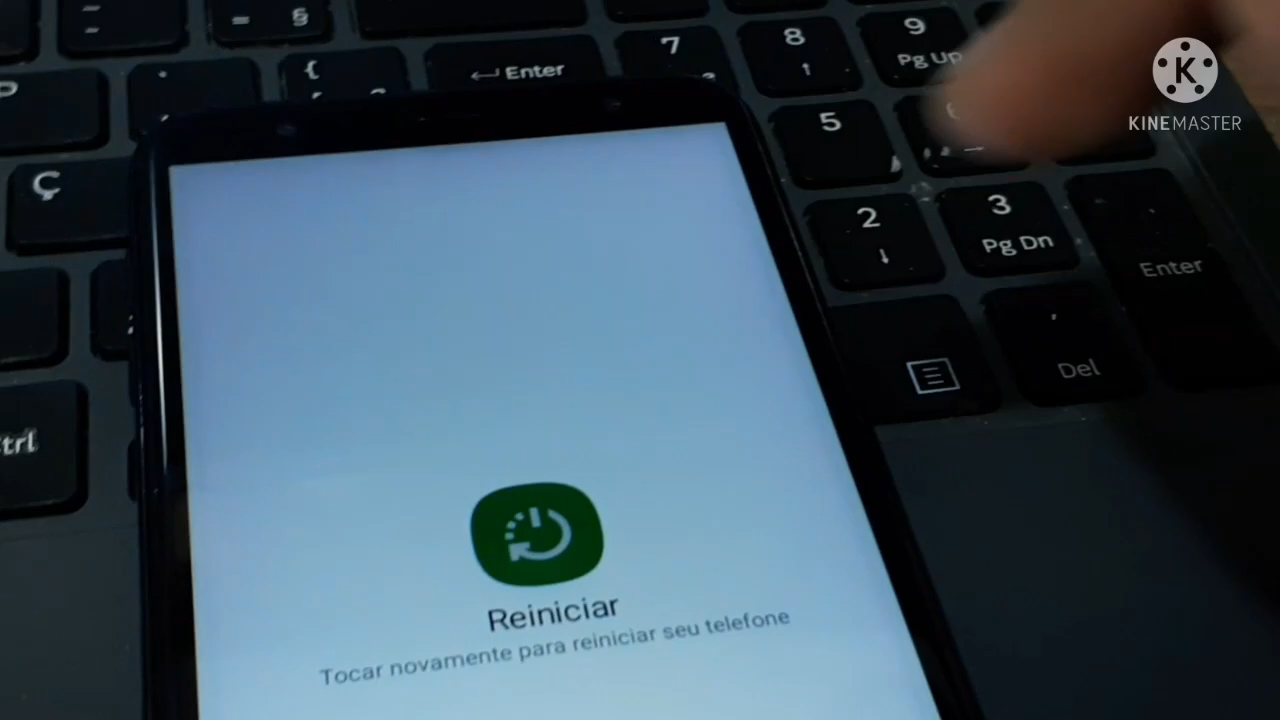 = §
7
8
↑
9
Pg Up
{
Enter
K
KINEMASTER
5
Ç
2
↓
3
Pg Dn
Enter
,
Del
Reiniciar
Tocar novamente para reiniciar seu telefone